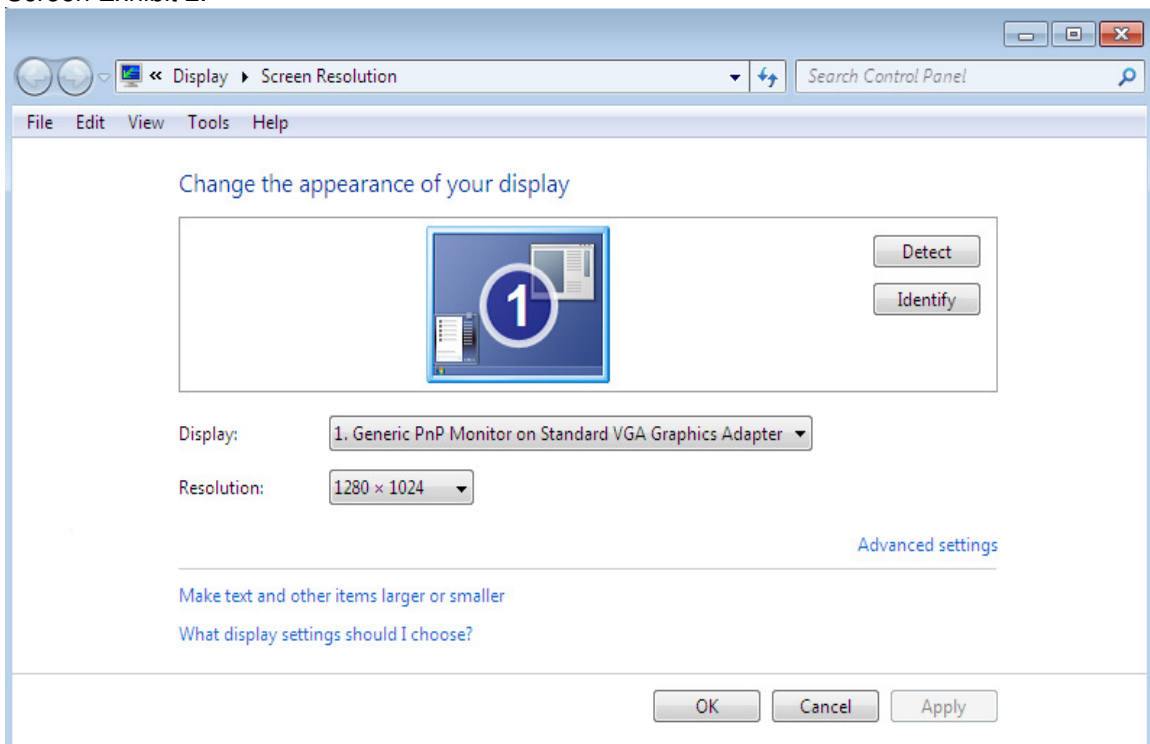 « Display ▸ Screen Resolution Search Control Panel
File Edit View Tools Help
Change the appearance of your display
1
Detect
Identify
Display: 1. Generic PnP Monitor on Standard VGA Graphics Adapter
Resolution: 1280 × 1024
Advanced settings
Make text and other items larger or smaller
What display settings should I choose?
OK Cancel Apply